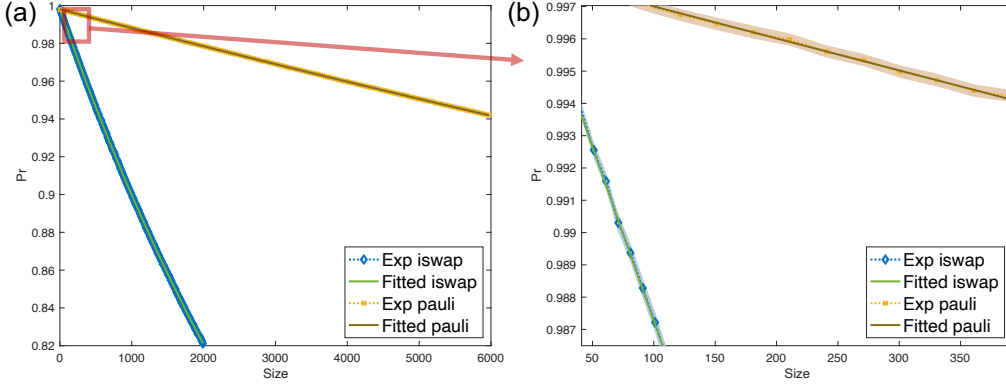 (a)
1
0.98
0.96
0.94
0.92
0.9
0.88
0.86
0.84
0.82
Pr
0
1000
2000
3000
4000
5000
6000
Size
Exp iswap
Fitted iswap
Exp pauli
Fitted pauli
(b)
0.997
0.996
0.995
0.994
0.993
0.992
0.991
0.99
0.989
0.988
0.987
Pr
50
100
150
200
250
300
350
Size
Exp iswap
Fitted iswap
Exp pauli
Fitted pauli